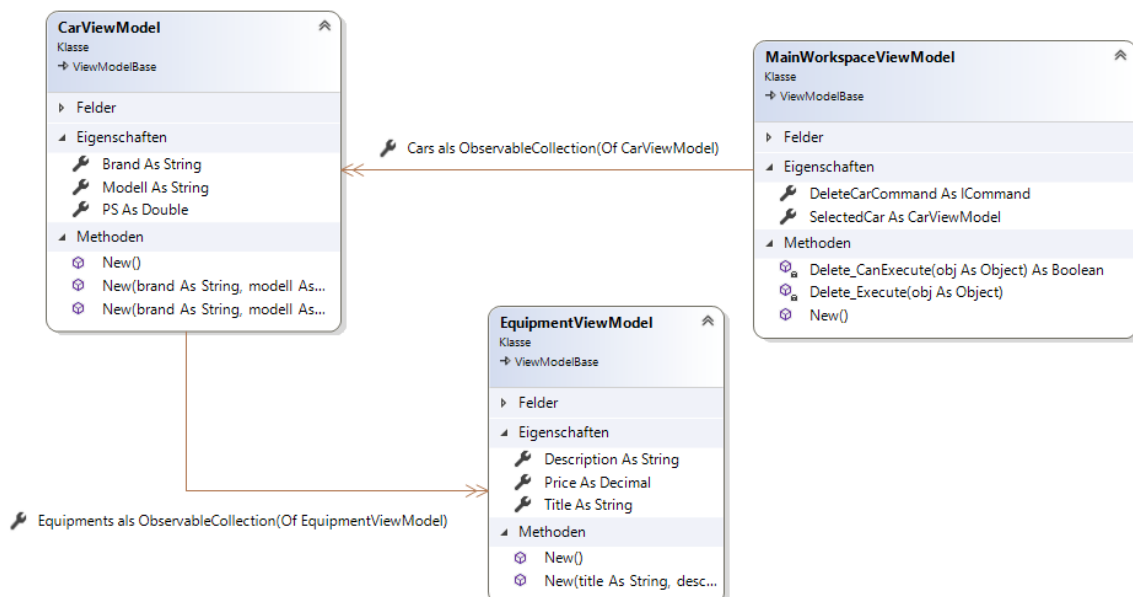 CarViewModel
Klasse
ViewModelBase
Felder
Eigenschaften
Brand As String
Modell As String
PS As Double
Methoden
New()
New(brand As String, modell As...
New(brand As String, modell As...
Cars als ObservableCollection(Of CarViewModel)
MainWorkspaceViewModel
Klasse
ViewModelBase
Felder
Eigenschaften
DeleteCarCommand As ICommand
SelectedCar As CarViewModel
Methoden
Delete_CanExecute(obj As Object) As Boolean
Delete_Execute(obj As Object)
New()
EquipmentViewModel
Klasse
ViewModelBase
Felder
Eigenschaften
Description As String
Price As Decimal
Title As String
Methoden
New()
New(title As String, desc...
Equipments als ObservableCollection(Of EquipmentViewModel)